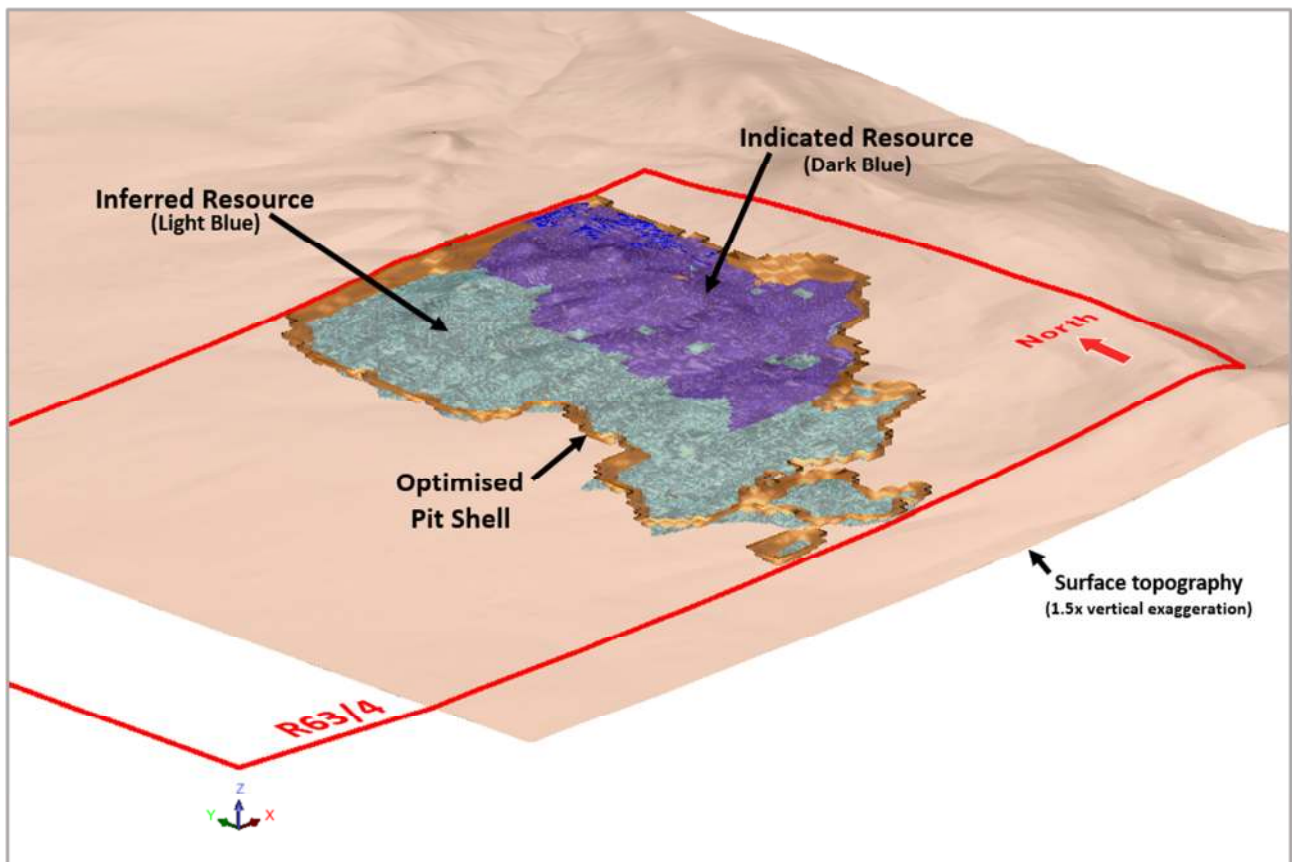 Indicated Resource
(Dark Blue)
Inferred Resource
(Light Blue)
North
Optimised
Pit Shell
Surface topography
(1.5x vertical exaggeration)
R63/4
Z
Y
X